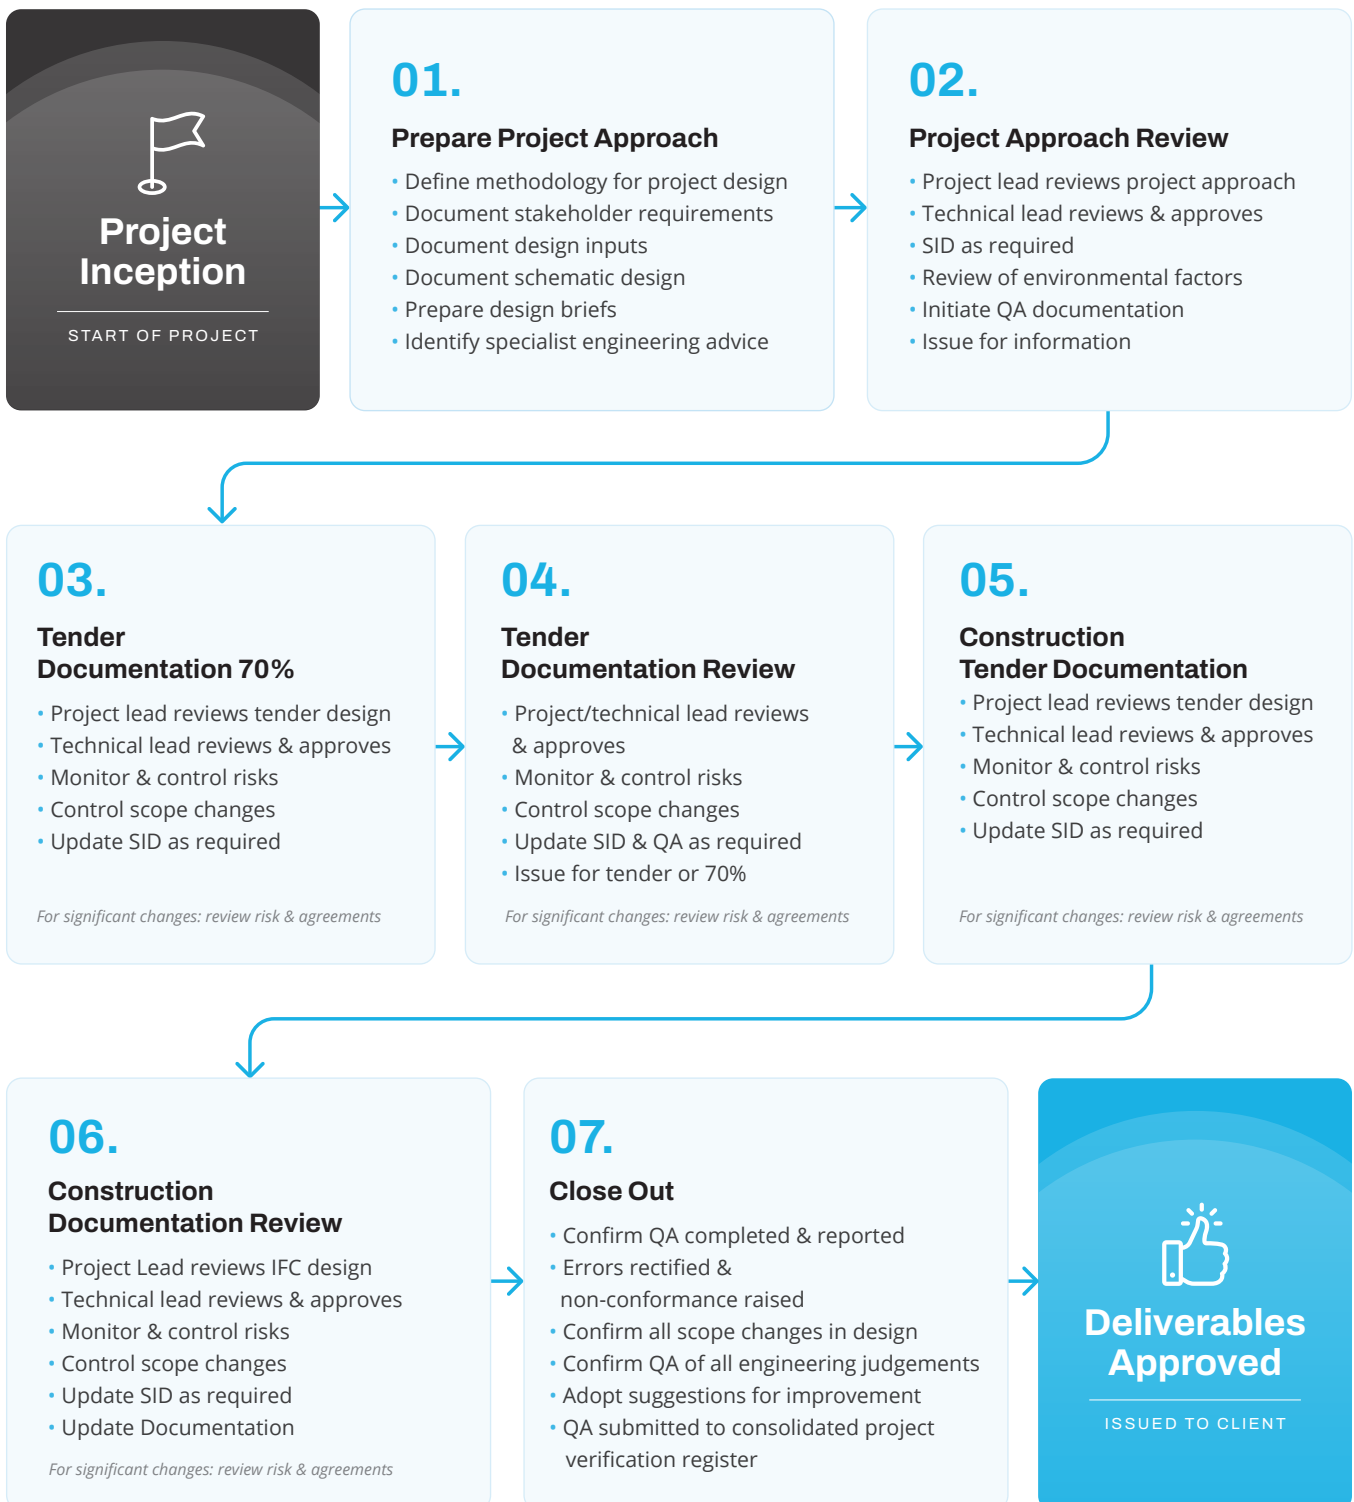 Project
Inception
START OF PROJECT
01.
Prepare Project Approach
• Define methodology for project design
• Document stakeholder requirements
• Document design inputs
• Document schematic design
• Prepare design briefs
• Identify specialist engineering advice
02.
Project Approach Review
• Project lead reviews project approach
• Technical lead reviews & approves
• SID as required
• Review of environmental factors
• Initiate QA documentation
• Issue for information
03.
Tender
Documentation 70%
• Project lead reviews tender design
• Technical lead reviews & approves
• Monitor & control risks
• Control scope changes
• Update SID as required
For significant changes: review risk & agreements
04.
Tender
Documentation Review
• Project/technical lead reviews
& approves
• Monitor & control risks
• Control scope changes
• Update SID & QA as required
• Issue for tender or 70%
For significant changes: review risk & agreements
05.
Construction
Tender Documentation
• Project lead reviews tender design
• Technical lead reviews & approves
• Monitor & control risks
• Control scope changes
• Update SID as required
For significant changes: review risk & agreements
06.
Construction
Documentation Review
• Project Lead reviews IFC design
• Technical lead reviews & approves
• Monitor & control risks
• Control scope changes
• Update SID as required
• Update Documentation
For significant changes: review risk & agreements
07.
Close Out
• Confirm QA completed & reported
• Errors rectified &
non-conformance raised
• Confirm all scope changes in design
• Confirm QA of all engineering judgements
• Adopt suggestions for improvement
• QA submitted to consolidated project
verification register
Deliverables
Approved
ISSUED TO CLIENT